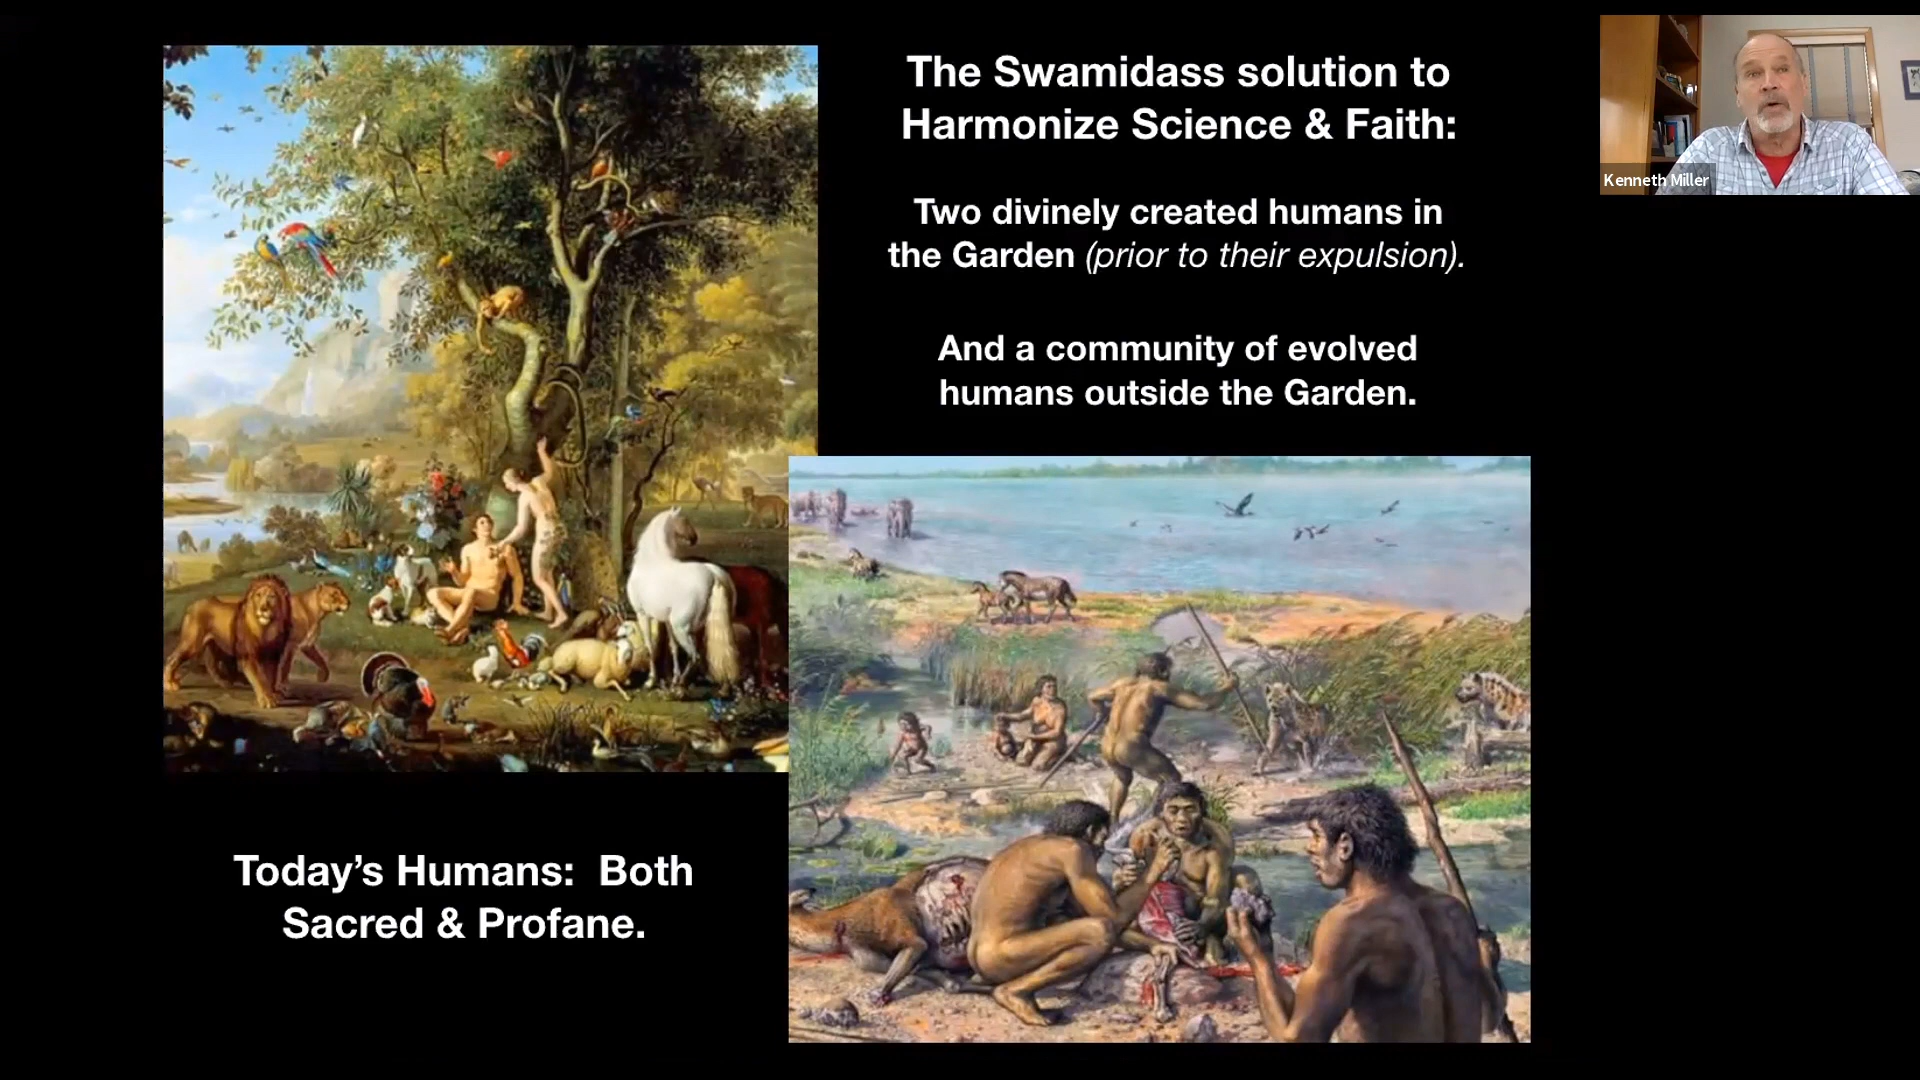 The Swamidass solution to
Harmonize Science & Faith:
Two divinely created humans in
the Garden (prior to their expulsion).
And a community of evolved
humans outside the Garden.
Today's Humans:  Both
Sacred & Profane.
Kenneth Miller